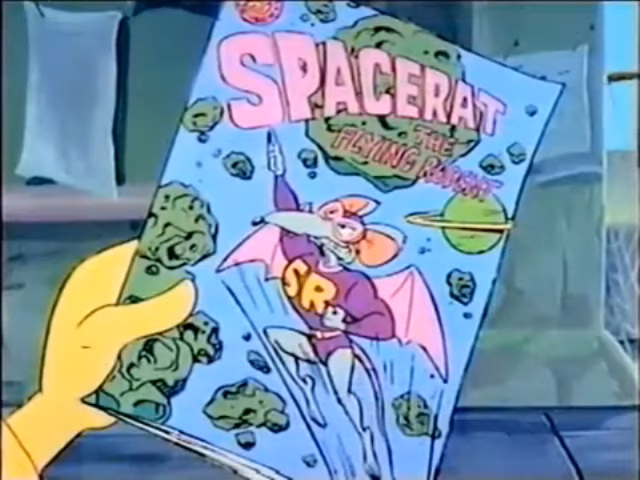 SPACERAT
THE
FLYING RODENT
SR